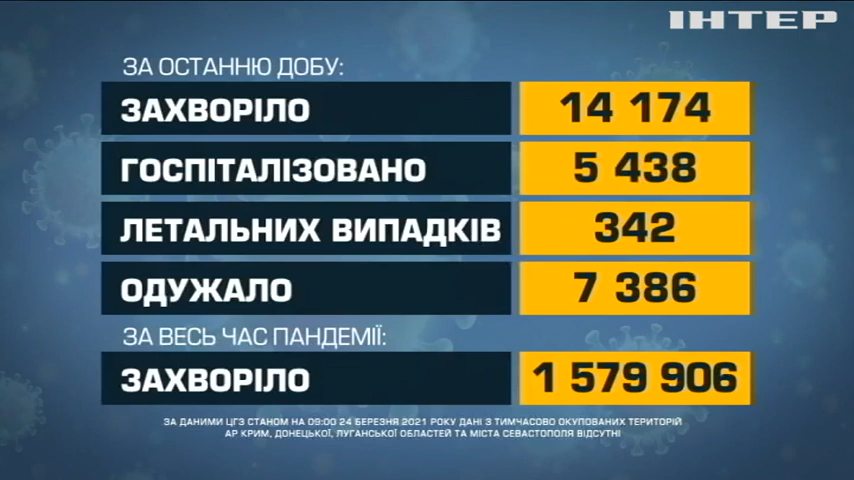 ІНТЕР
ЗА ОСТАННЮ ДОБУ:
ЗАХВОРІЛО 14 174
ГОСПІТАЛІЗОВАНО 5 438
ЛЕТАЛЬНИХ ВИПАДКІВ 342
ОДУЖАЛО 7 386
ЗА ВЕСЬ ЧАС ПАНДЕМІЇ:
ЗАХВОРІЛО 1 579 906
ЗА ДАНИМИ ЦГЗ СТАНОМ НА 09:00 24 БЕРЕЗНЯ 2021 РОКУ ДАНІ З ТИМЧАСОВО ОКУПОВАНИХ ТЕРИТОРІЙ
АР КРИМ, ДОНЕЦЬКОЇ, ЛУГАНСЬКОЇ ОБЛАСТЕЙ ТА МІСТА СЕВАСТОПОЛЯ ВІДСУТНІ